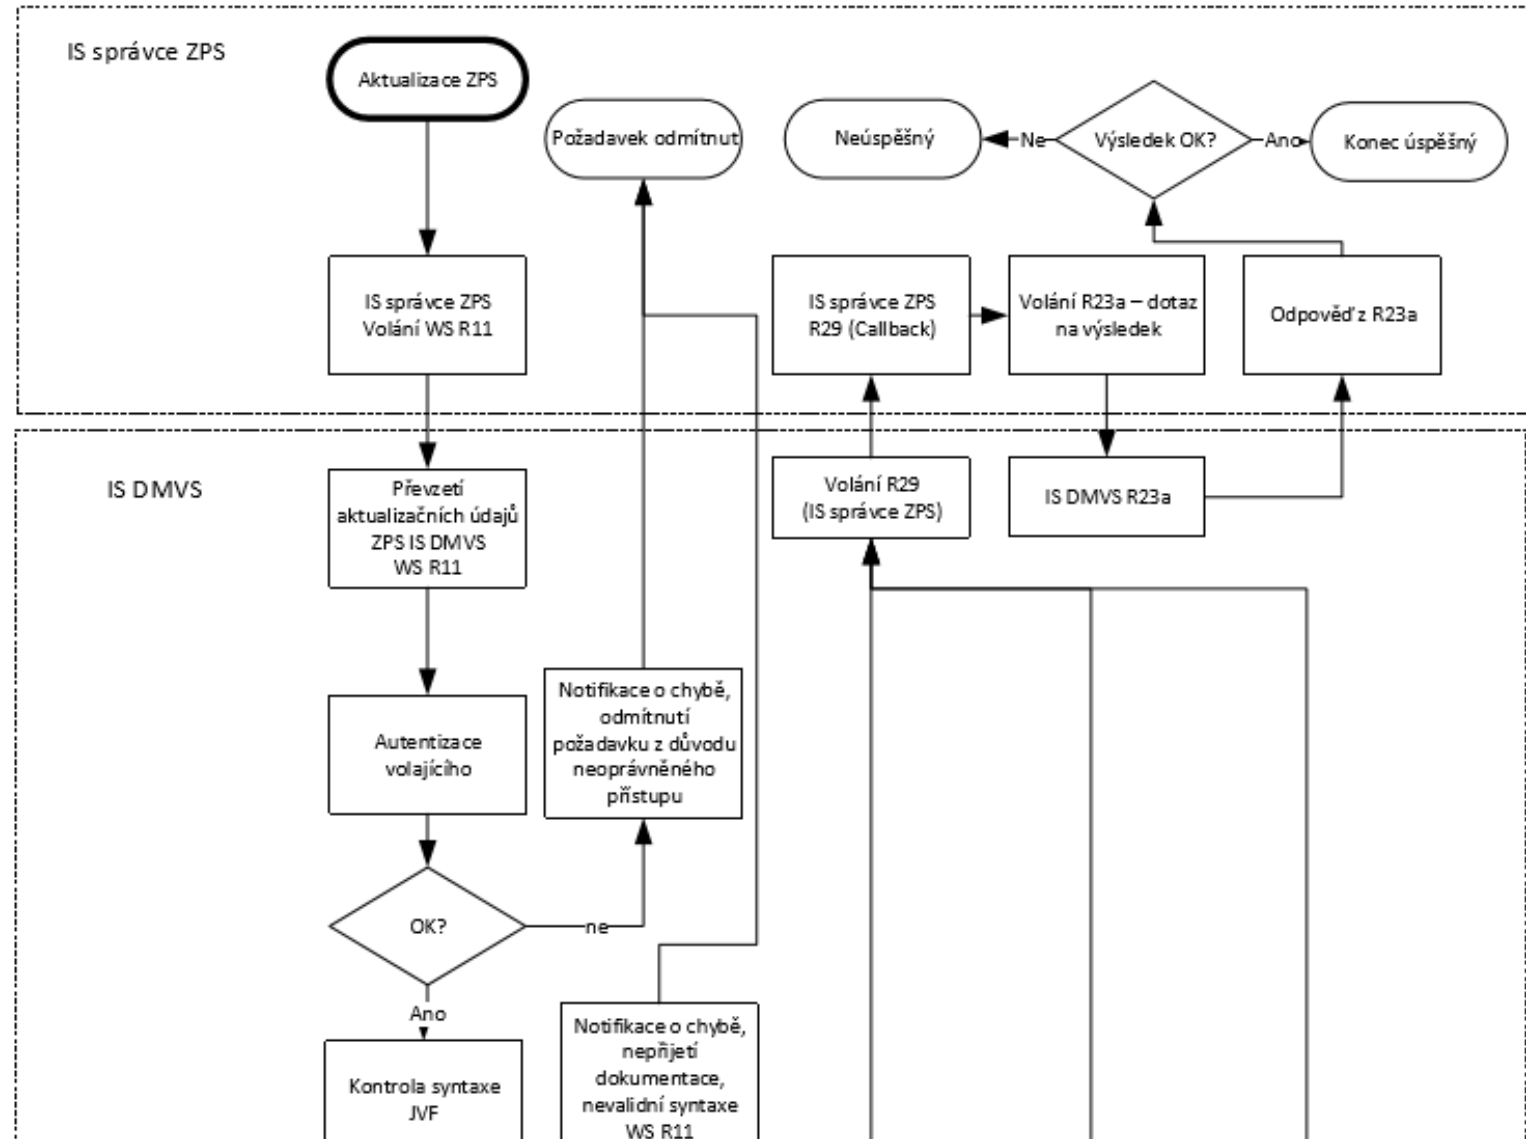 IS správce ZPS
Aktualizace ZPS
Požadavek odmítnut
Neúspěšný
Ne
Výsledek OK?
Ano
Konec úspěšný
IS správce ZPS
Volání WS R11
IS správce ZPS
R29 (Callback)
Volání R23a – dotaz
na výsledek
Odpověď z R23a
IS DMVS
Převzetí
aktualizačních údajů
ZPS IS DMVS
WS R11
Volání R29
(IS správce ZPS)
IS DMVS R23a
Autentizace
volajícího
Notifikace o chybě,
odmítnutí
požadavku z důvodu
neoprávněného
přístupu
OK?
ne
Ano
Kontrola syntaxe
JVF
Notifikace o chybě,
nepřijetí
dokumentace,
nevalidní syntaxe
WS R11